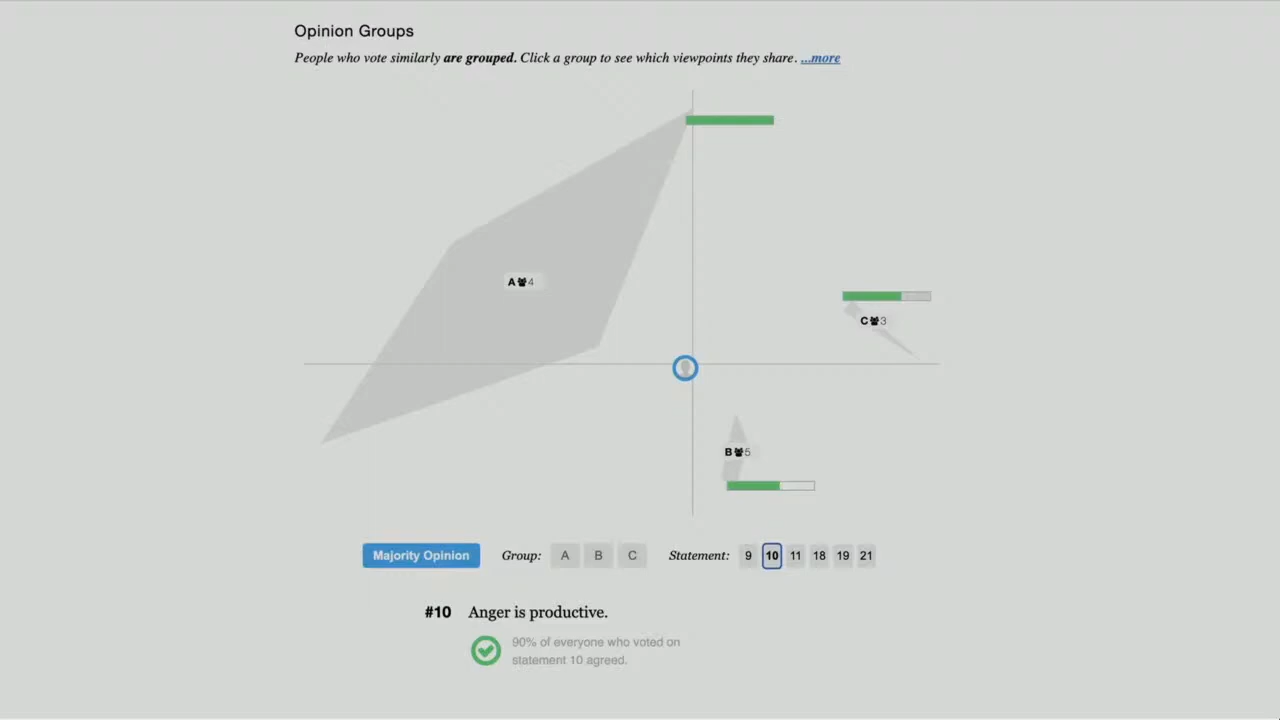 Opinion Groups
People who vote similarly are grouped. Click a group to see which viewpoints they share. ...more
A 4
C 3
B 5
Majority Opinion Group: A B C Statement: 9 10 11 18 19 21
#10 Anger is productive.
90% of everyone who voted on
statement 10 agreed.